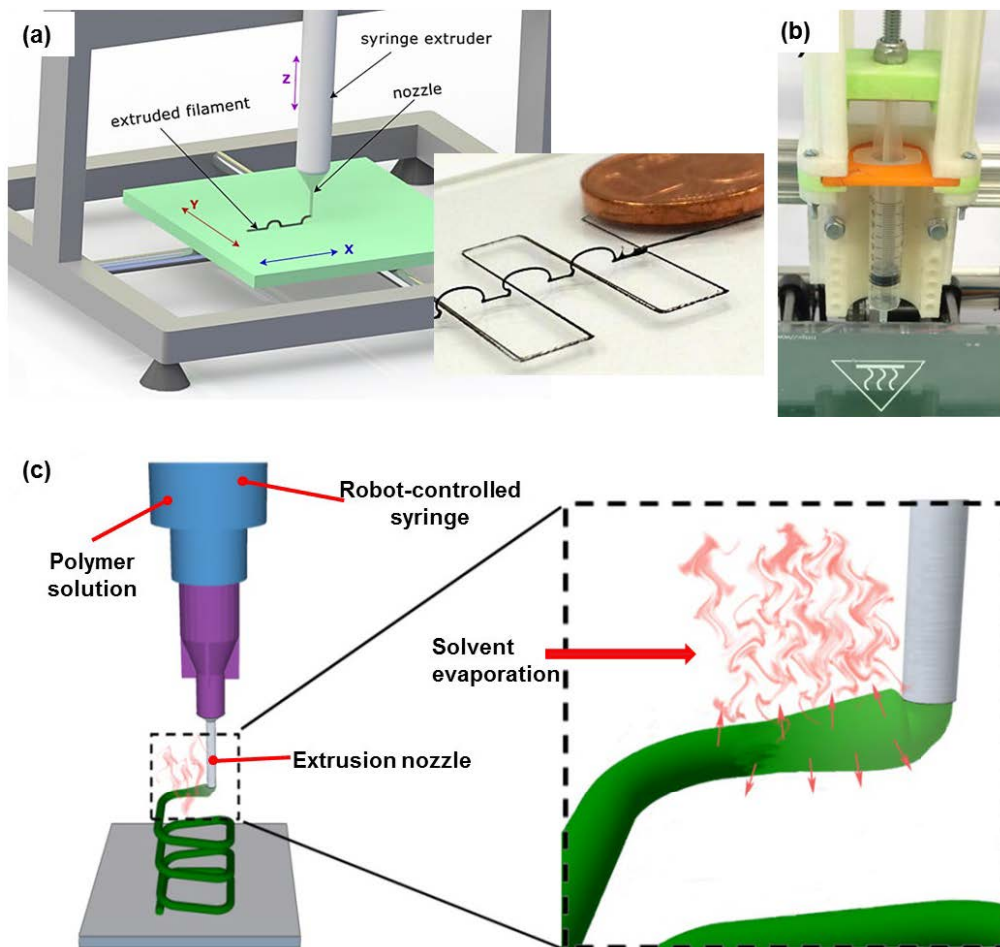 (a)
syringe extruder
Z
nozzle
extruded filament
Y
X
(b)
(c)
Robot-controlled
syringe
Polymer
solution
Solvent
evaporation
Extrusion nozzle